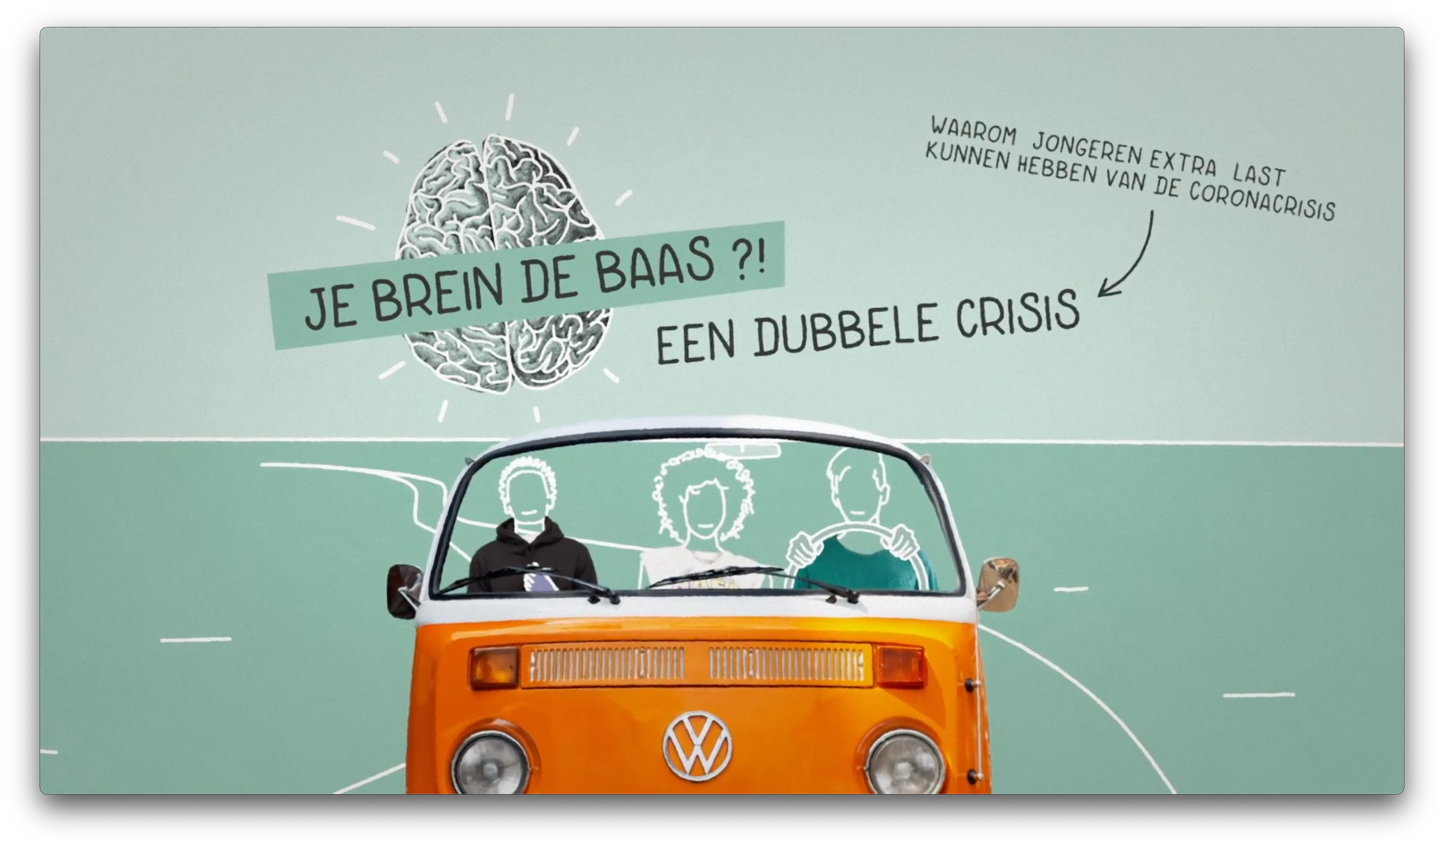 WAAROM JONGEREN EXTRA LAST
KUNNEN HEBBEN VAN DE CORONACRISIS
JE BREIN DE BAAS ?!
EEN DUBBELE CRISIS
VW